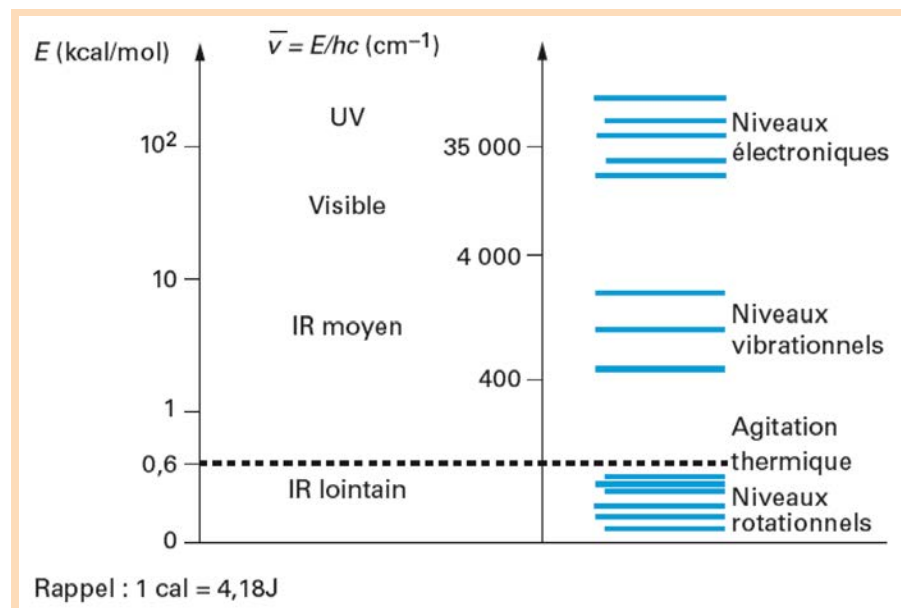 E (kcal/mol)
ν̅ = E/hc (cm⁻¹)
UV
Niveaux
électroniques
10²
35 000
Visible
4 000
10
IR moyen
Niveaux
vibrationnels
400
1
Agitation
thermique
0,6
IR lointain
Niveaux
rotationnels
0
Rappel : 1 cal = 4,18J